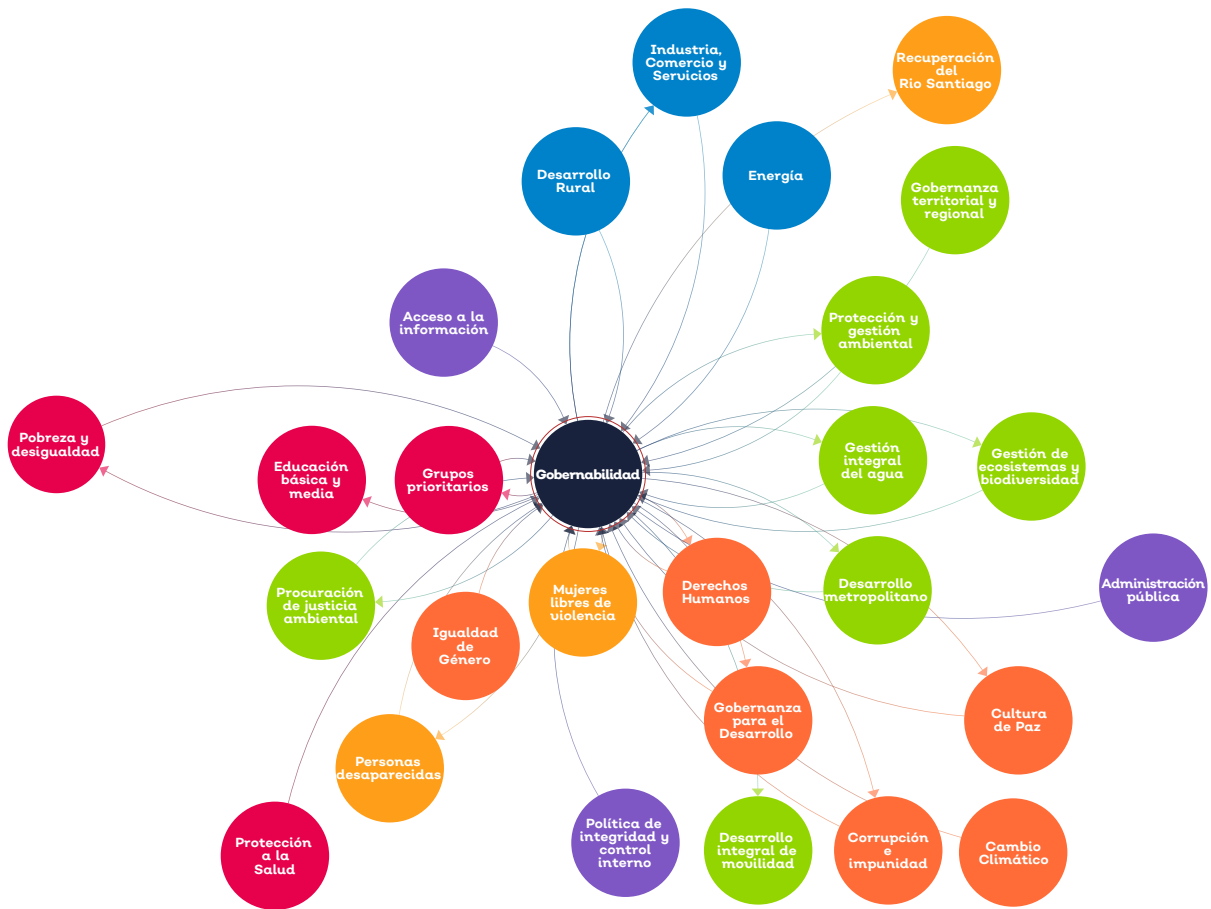 Industria,
Comercio y
Servicios
Recuperación
del
Rio Santiago
Desarrollo
Rural
Energía
Gobernanza
territorial y
regional
Acceso a la
información
Protección y
gestión
ambiental
Pobreza y
desigualdad
Educación
básica y
media
Grupos
prioritarios
Gobernabilidad
Gestión
integral
del agua
Gestión de
ecosistemas y
biodiversidad
Procuración
de justicia
ambiental
Mujeres
libres de
violencia
Derechos
Humanos
Desarrollo
metropolitano
Administración
pública
Igualdad
de
Género
Gobernanza
para el
Desarrollo
Cultura
de Paz
Personas
desaparecidas
Protección
a la
Salud
Política de
integridad y
control
interno
Desarrollo
integral de
movilidad
Corrupción
e
impunidad
Cambio
Climático